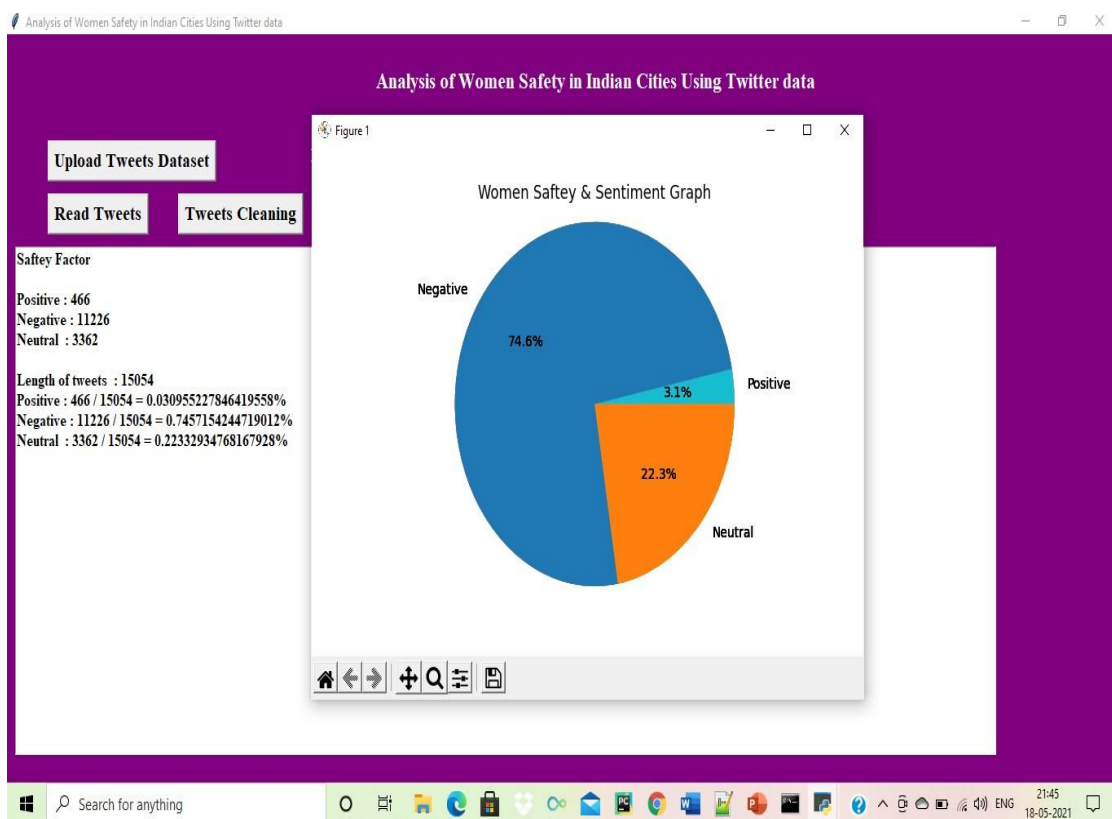 Analysis of Women Safety in Indian Cities Using Twitter data
Analysis of Women Safety in Indian Cities Using Twitter data
Upload Tweets Dataset
Read Tweets
Tweets Cleaning
Saftey Factor
Positive : 466
Negative : 11226
Neutral : 3362
Length of tweets : 15054
Positive : 466 / 15054 = 0.030955227846419558%
Negative : 11226 / 15054 = 0.7457154244719012%
Neutral : 3362 / 15054 = 0.22332934768167928%
Figure 1
Women Saftey & Sentiment Graph
Negative
74.6%
Positive
3.1%
22.3%
Neutral
Search for anything
ENG
21:45
18-05-2021